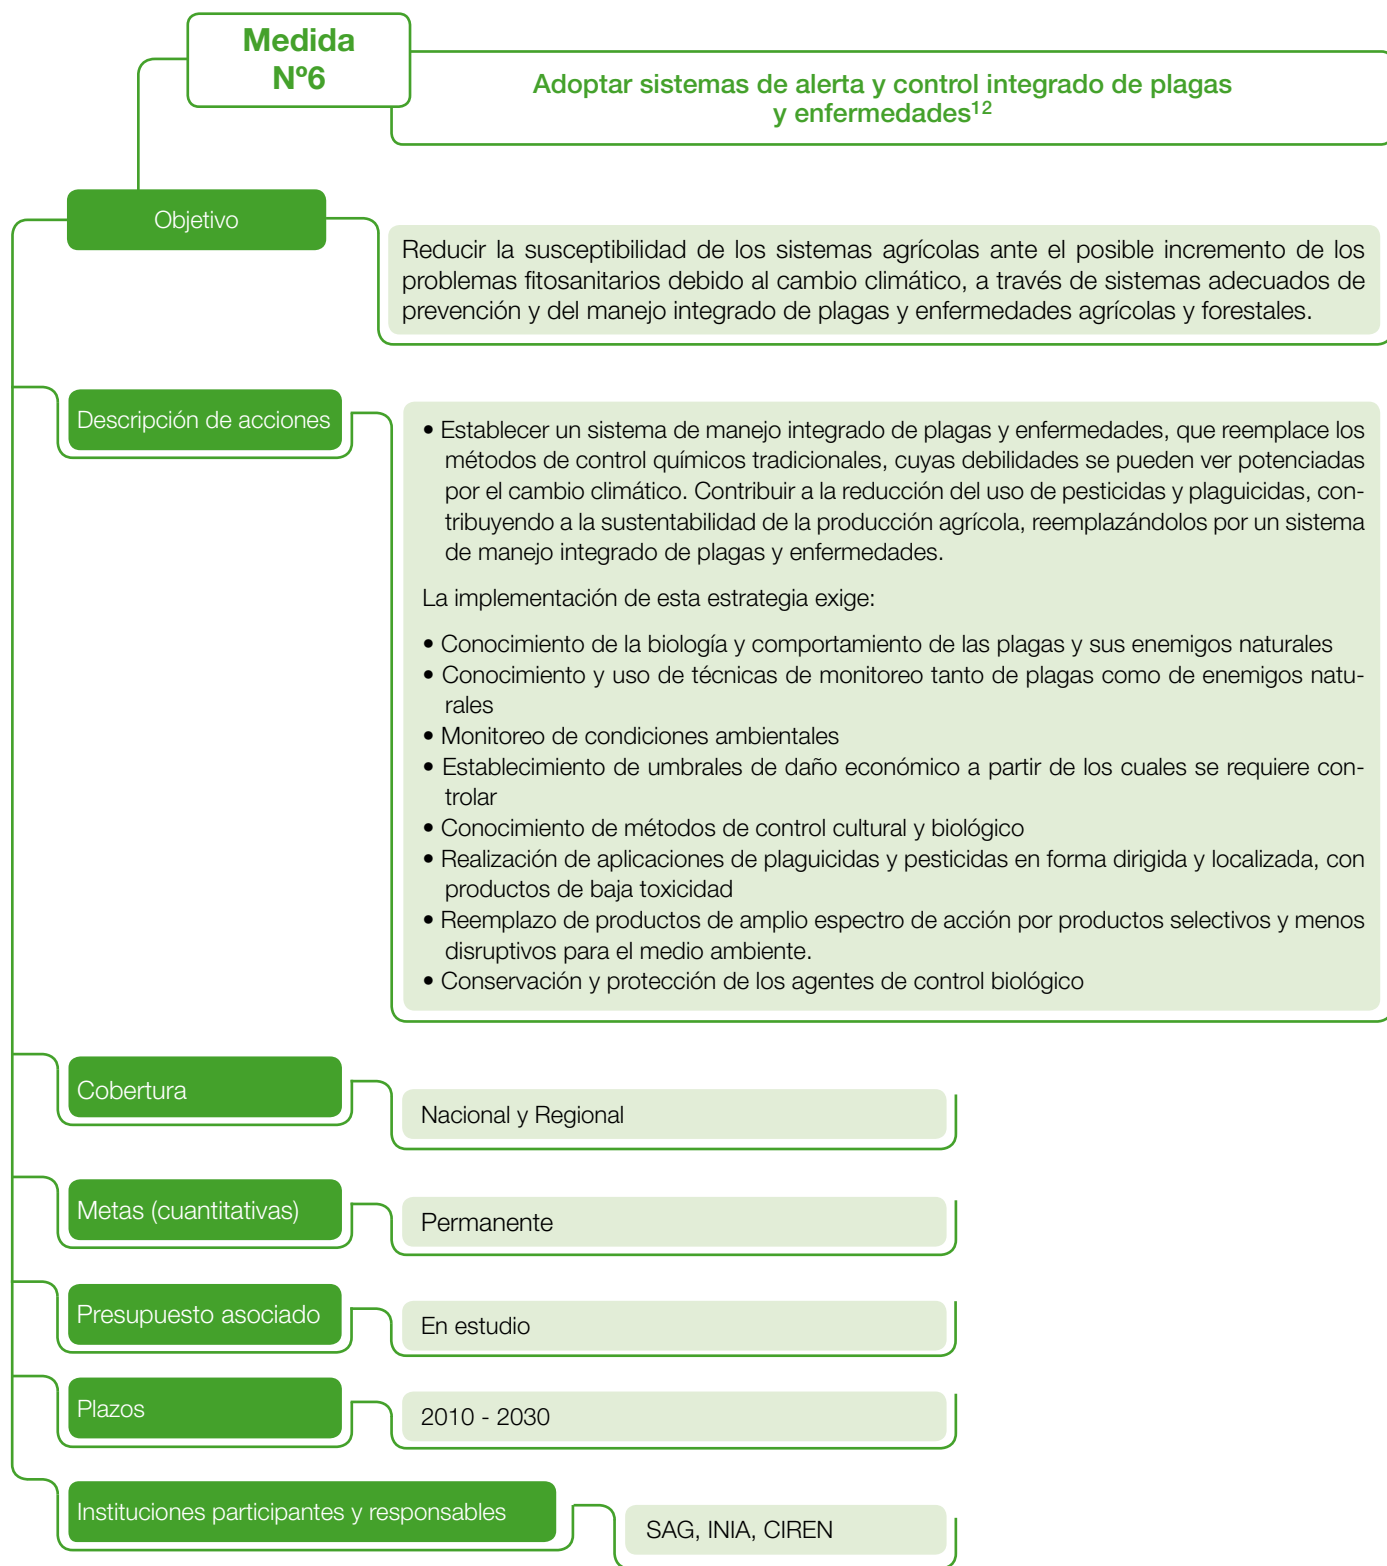 Medida
Nº6
Adoptar sistemas de alerta y control integrado de plagas
y enfermedades12
Objetivo
Reducir la susceptibilidad de los sistemas agrícolas ante el posible incremento de los
problemas fitosanitarios debido al cambio climático, a través de sistemas adecuados de
prevención y del manejo integrado de plagas y enfermedades agrícolas y forestales.
Descripción de acciones
• Establecer un sistema de manejo integrado de plagas y enfermedades, que reemplace los
métodos de control químicos tradicionales, cuyas debilidades se pueden ver potenciadas
por el cambio climático. Contribuir a la reducción del uso de pesticidas y plaguicidas, con-
tribuyendo a la sustentabilidad de la producción agrícola, reemplazándolos por un sistema
de manejo integrado de plagas y enfermedades.
La implementación de esta estrategia exige:
• Conocimiento de la biología y comportamiento de las plagas y sus enemigos naturales
• Conocimiento y uso de técnicas de monitoreo tanto de plagas como de enemigos natu-
rales
• Monitoreo de condiciones ambientales
• Establecimiento de umbrales de daño económico a partir de los cuales se requiere con-
trolar
• Conocimiento de métodos de control cultural y biológico
• Realización de aplicaciones de plaguicidas y pesticidas en forma dirigida y localizada, con
productos de baja toxicidad
• Reemplazo de productos de amplio espectro de acción por productos selectivos y menos
disruptivos para el medio ambiente.
• Conservación y protección de los agentes de control biológico
Cobertura
Nacional y Regional
Metas (cuantitativas)
Permanente
Presupuesto asociado
En estudio
Plazos
2010 - 2030
Instituciones participantes y responsables
SAG, INIA, CIREN